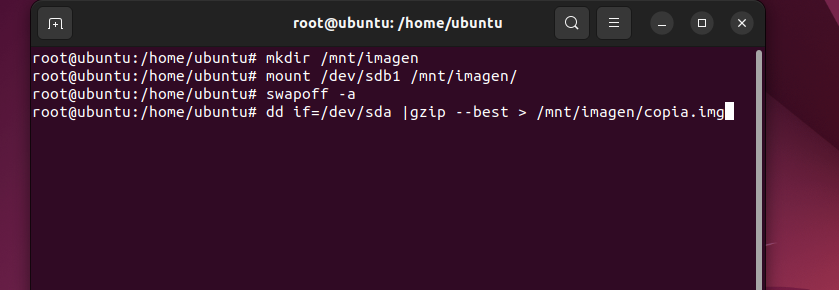 root@ubuntu: /home/ubuntu
root@ubuntu:/home/ubuntu# mkdir /mnt/imagen
root@ubuntu:/home/ubuntu# mount /dev/sdb1 /mnt/imagen/
root@ubuntu:/home/ubuntu# swapoff -a
root@ubuntu:/home/ubuntu# dd if=/dev/sda |gzip --best > /mnt/imagen/copia.img